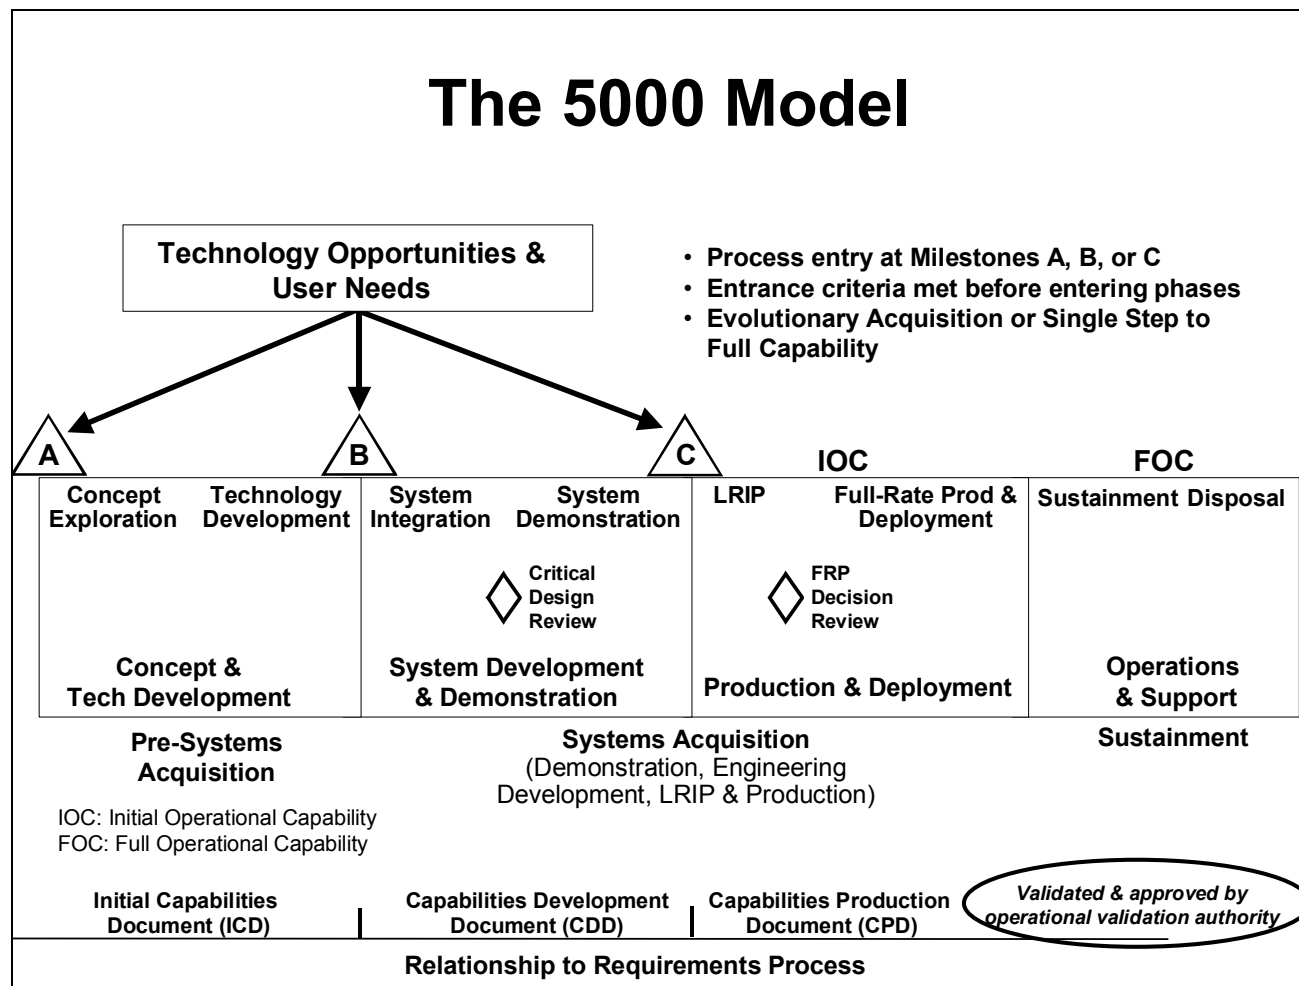 The 5000 Model
Technology Opportunities &
User Needs
• Process entry at Milestones A, B, or C
• Entrance criteria met before entering phases
• Evolutionary Acquisition or Single Step to
Full Capability
A
B
C
IOC
FOC
Concept
Exploration
Technology
Development
System
Integration
System
Demonstration
LRIP
Full-Rate Prod &
Deployment
Sustainment Disposal
Critical
Design
Review
FRP
Decision
Review
Concept &
Tech Development
System Development
& Demonstration
Production & Deployment
Operations
& Support
Pre-Systems
Acquisition
Systems Acquisition
(Demonstration, Engineering
Development, LRIP & Production)
Sustainment
IOC: Initial Operational Capability
FOC: Full Operational Capability
Initial Capabilities
Document (ICD)
Capabilities Development
Document (CDD)
Capabilities Production
Document (CPD)
Validated & approved by
operational validation authority
Relationship to Requirements Process